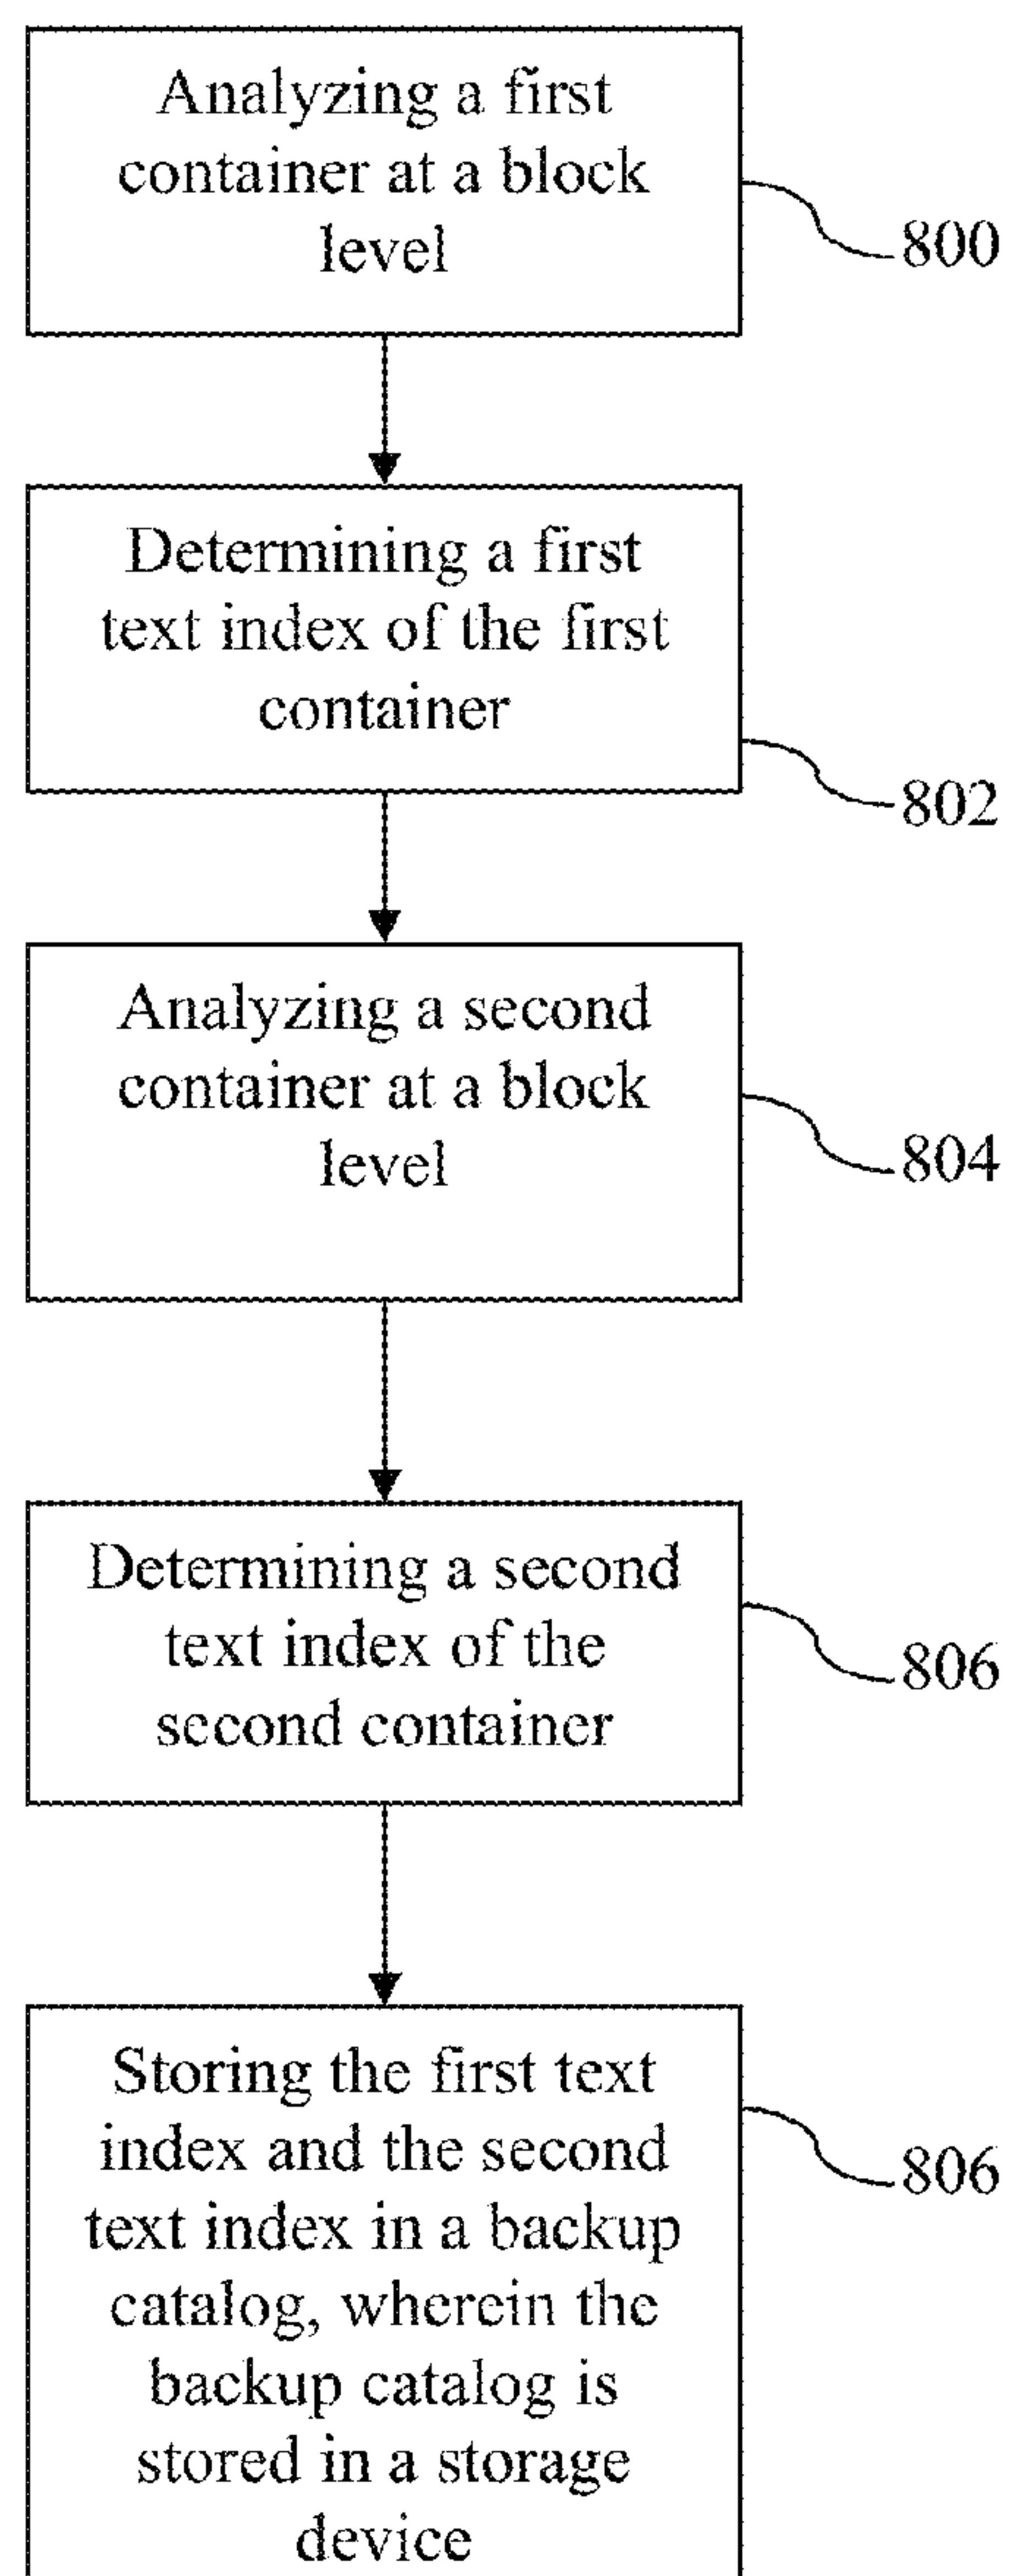 Analyzing a first
container at a block
level
800
Determining a first
text index of the first
container
802
Analyzing a second
container at a block
level
804
Determining a second
text index of the
second container
806
Storing the first text
index and the second
text index in a backup
catalog, wherein the
backup catalog is
stored in a storage
device
806